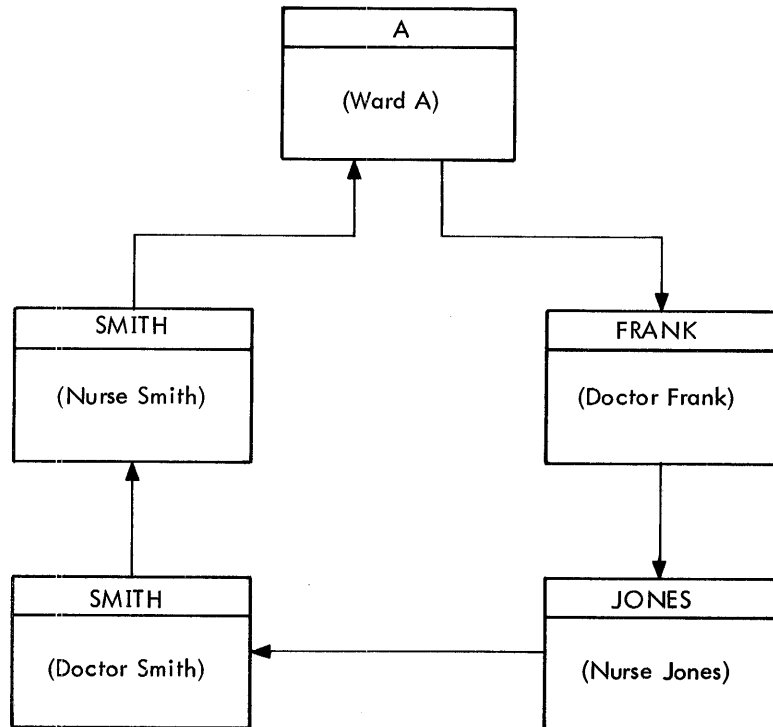 A
(Ward A)
SMITH
(Nurse Smith)
FRANK
(Doctor Frank)
SMITH
(Doctor Smith)
JONES
(Nurse Jones)